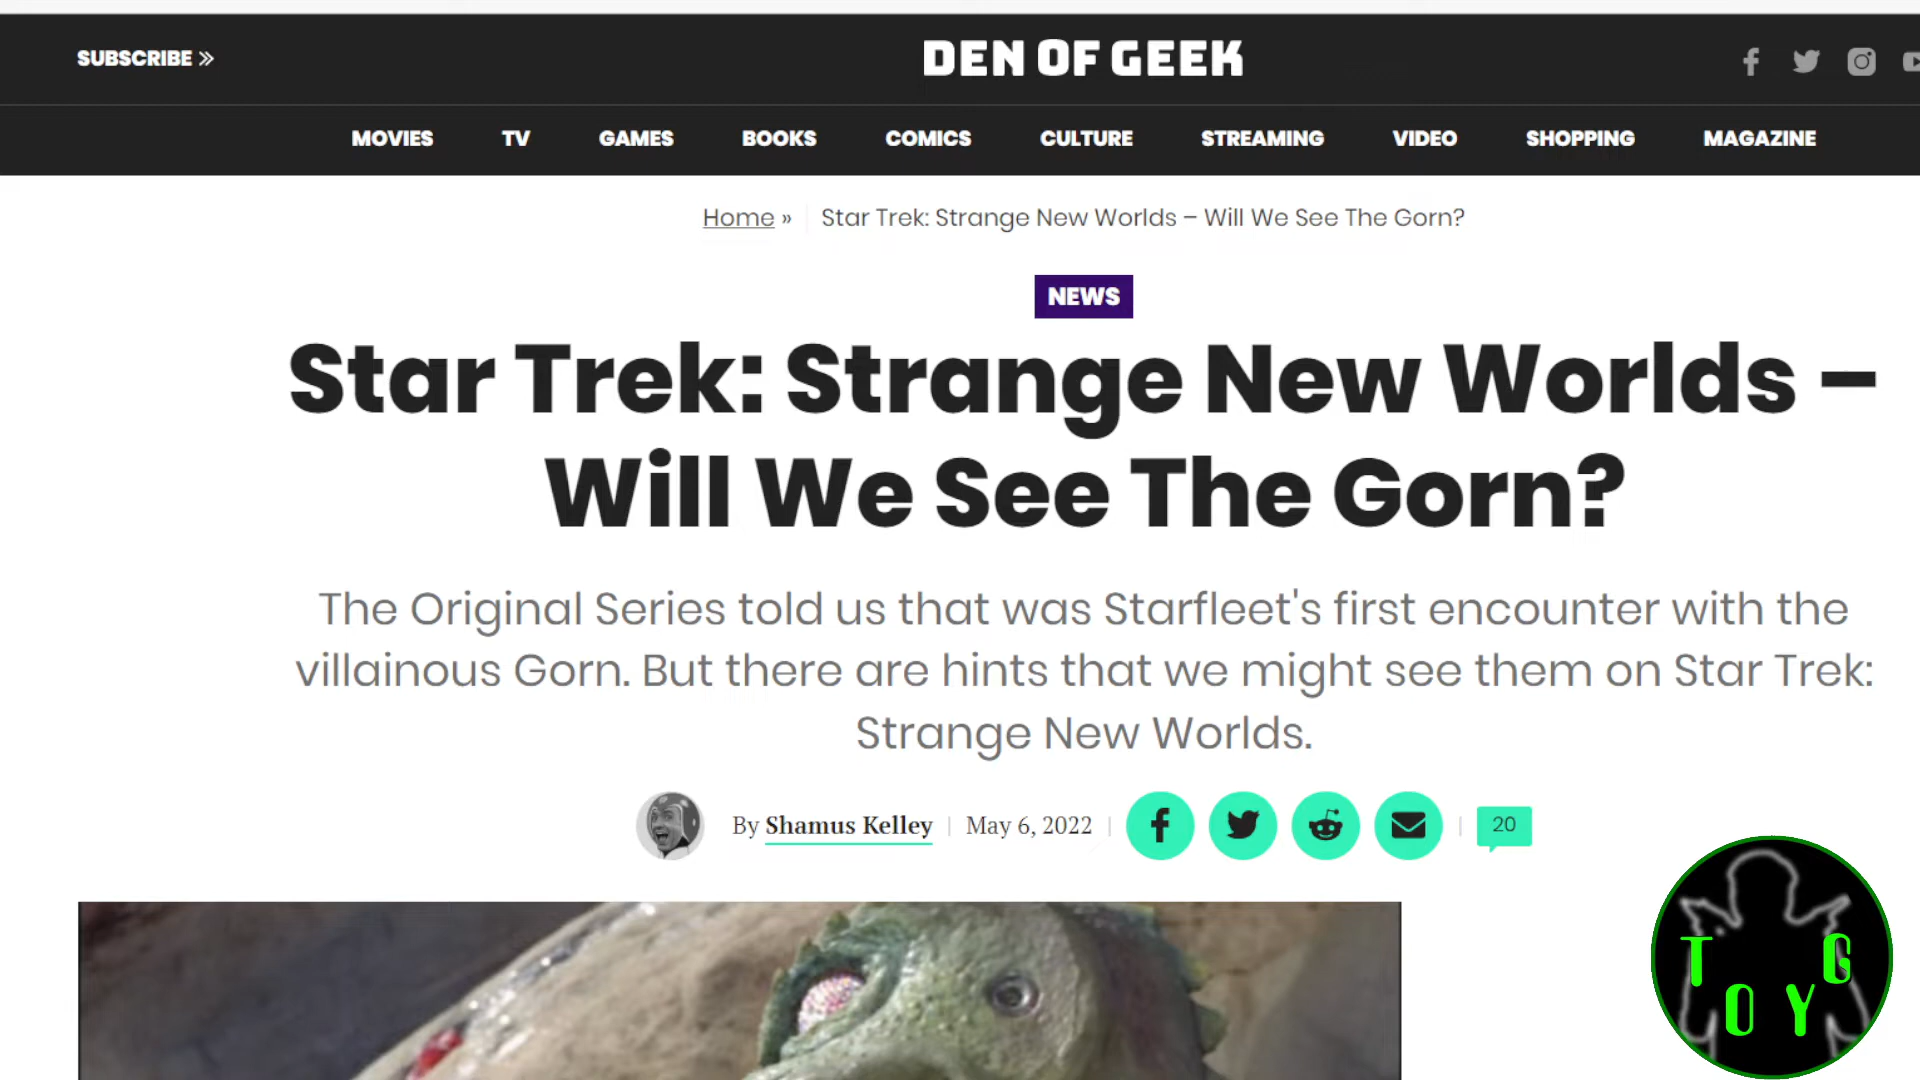 SUBSCRIBE »
DEN OF GEEK
MOVIES TV GAMES BOOKS COMICS CULTURE STREAMING VIDEO SHOPPING MAGAZINE
Home » Star Trek: Strange New Worlds – Will We See The Gorn?
NEWS
Star Trek: Strange New Worlds –
Will We See The Gorn?
The Original Series told us that was Starfleet's first encounter with the
villainous Gorn. But there are hints that we might see them on Star Trek:
Strange New Worlds.
By Shamus Kelley | May 6, 2022 | | 20
TOYG